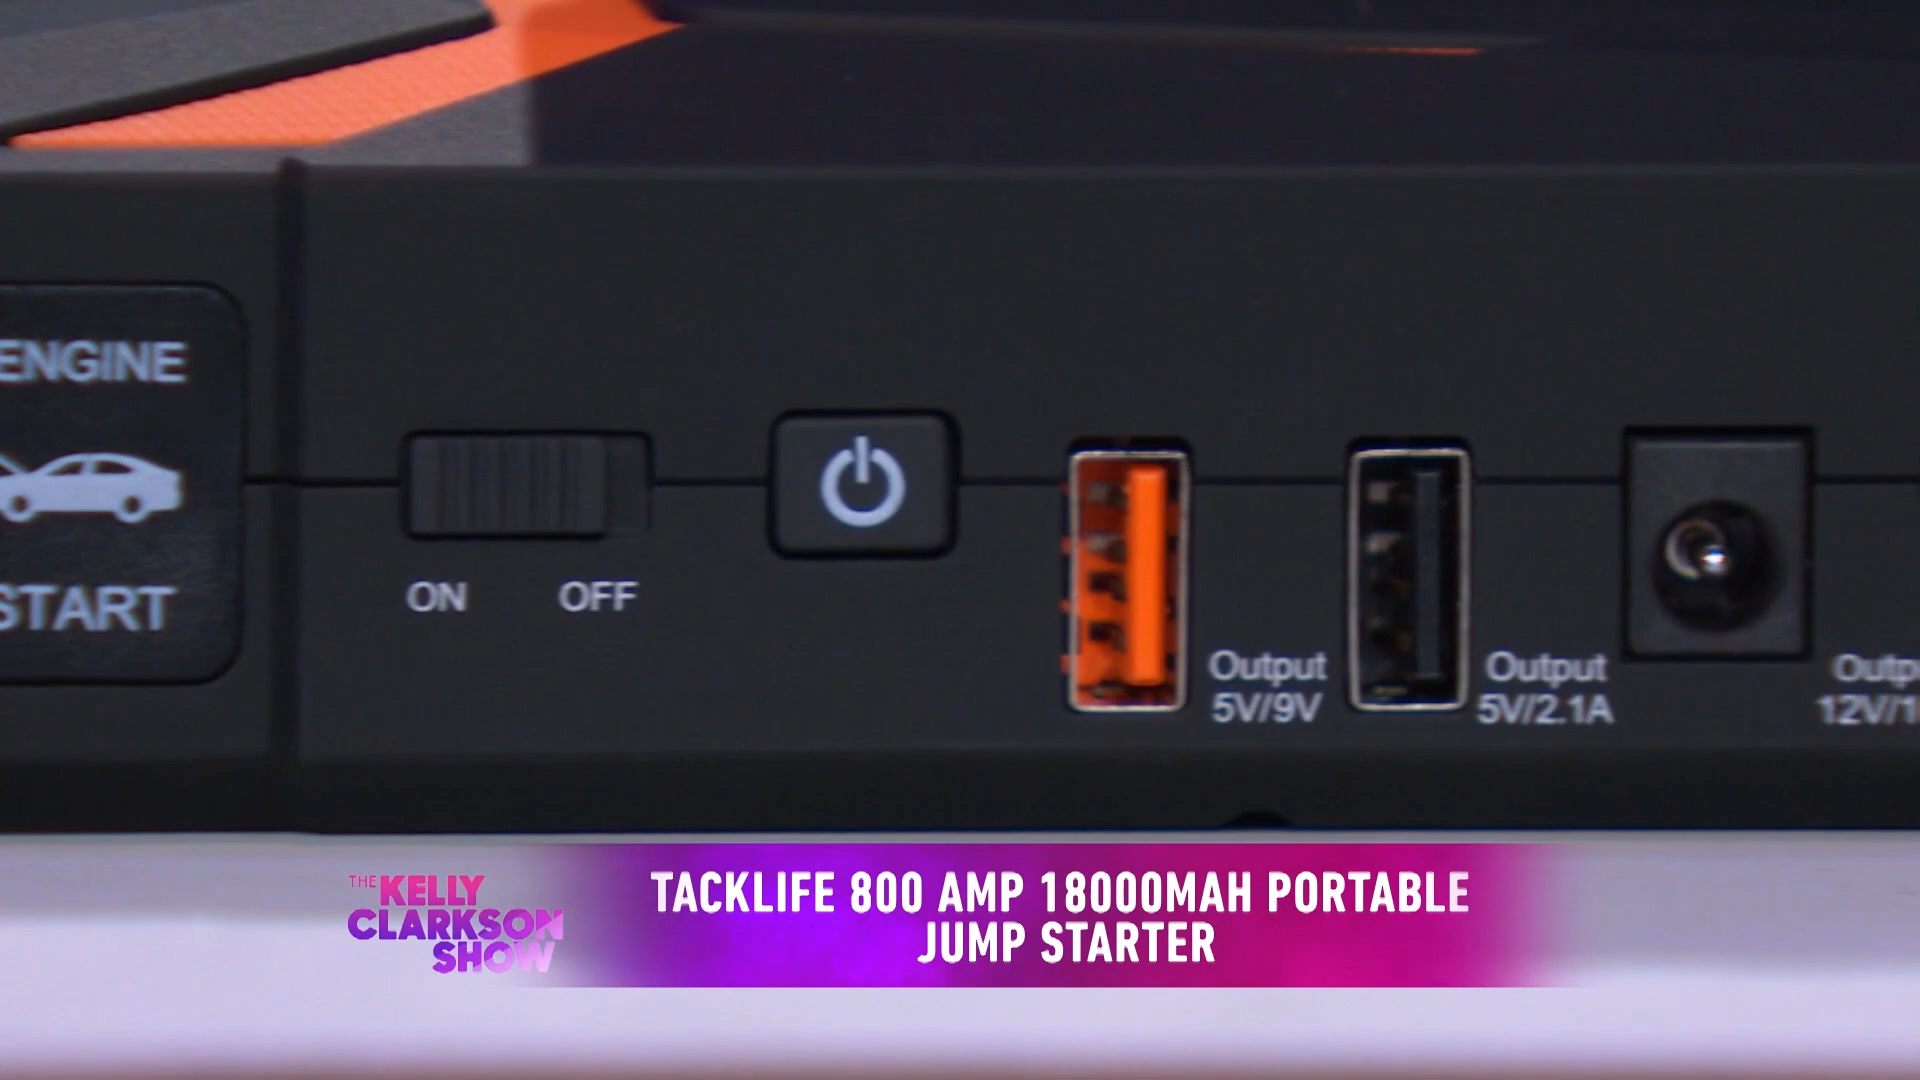 ENGINE
START
ON
OFF
Output
5V/9V
Output
5V/2.1A
THE
KELLY
CLARKSON
SHOW
TACKLIFE 800 AMP 18000MAH PORTABLE
JUMP STARTER